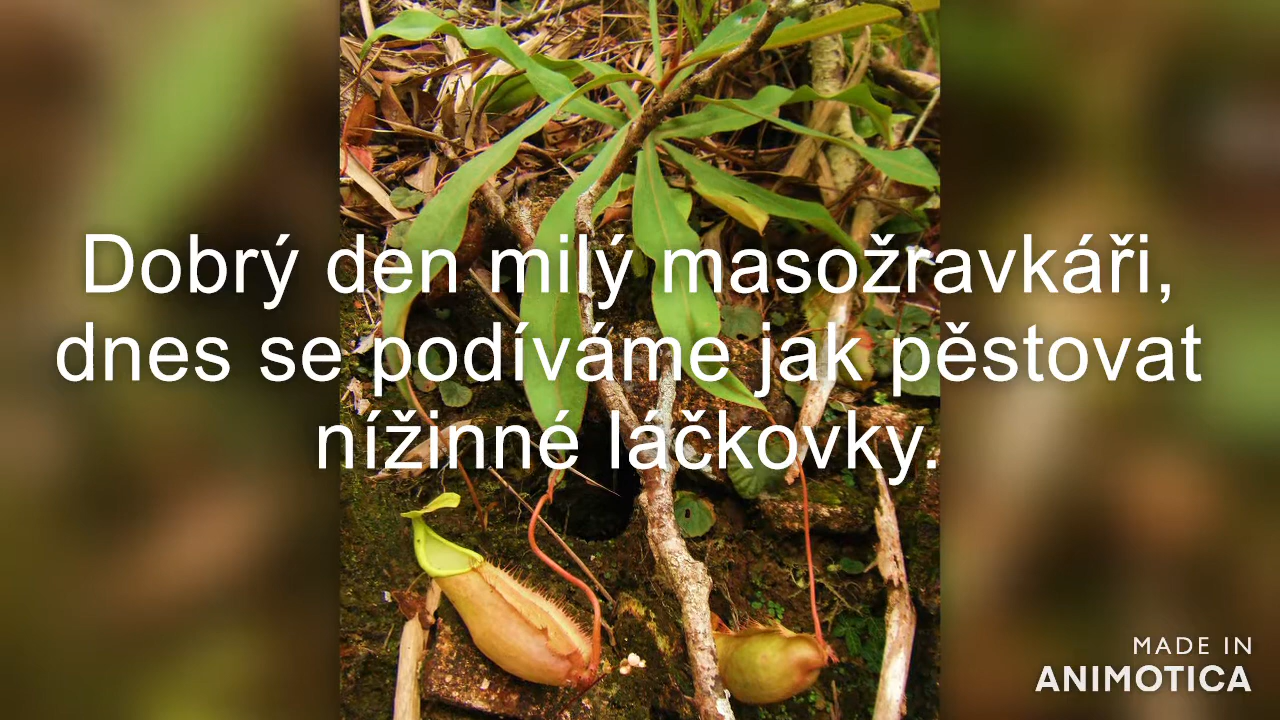 Dobrý den milý masožravkáři,
dnes se podíváme jak pěstovat
nížinné láčkovky.
MADE IN
ANIMOTICA